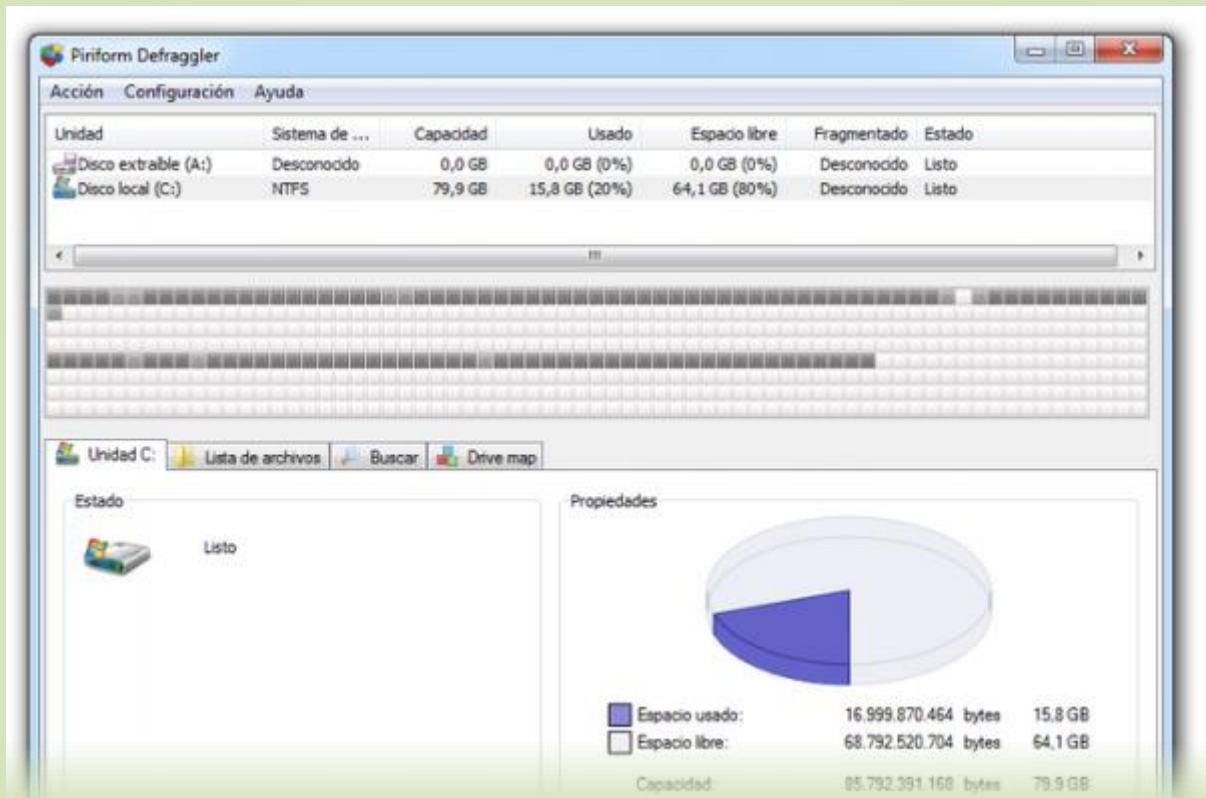 Piriform Defraggler
Acción Configuración Ayuda
Unidad Sistema de ... Capacidad Usado Espacio libre Fragmentado Estado
Disco extraíble (A:) Desconocido 0,0 GB 0,0 GB (0%) 0,0 GB (0%) Desconocido Listo
Disco local (C:) NTFS 79,9 GB 15,8 GB (20%) 64,1 GB (80%) Desconocido Listo
Unidad C: Lista de archivos Buscar Drive map
Estado
Listo
Propiedades
Espacio usado: 16.999.870.464 bytes 15,8 GB
Espacio libre: 68.792.520.704 bytes 64,1 GB
Capacidad: 85.792.391.168 bytes 79,9 GB